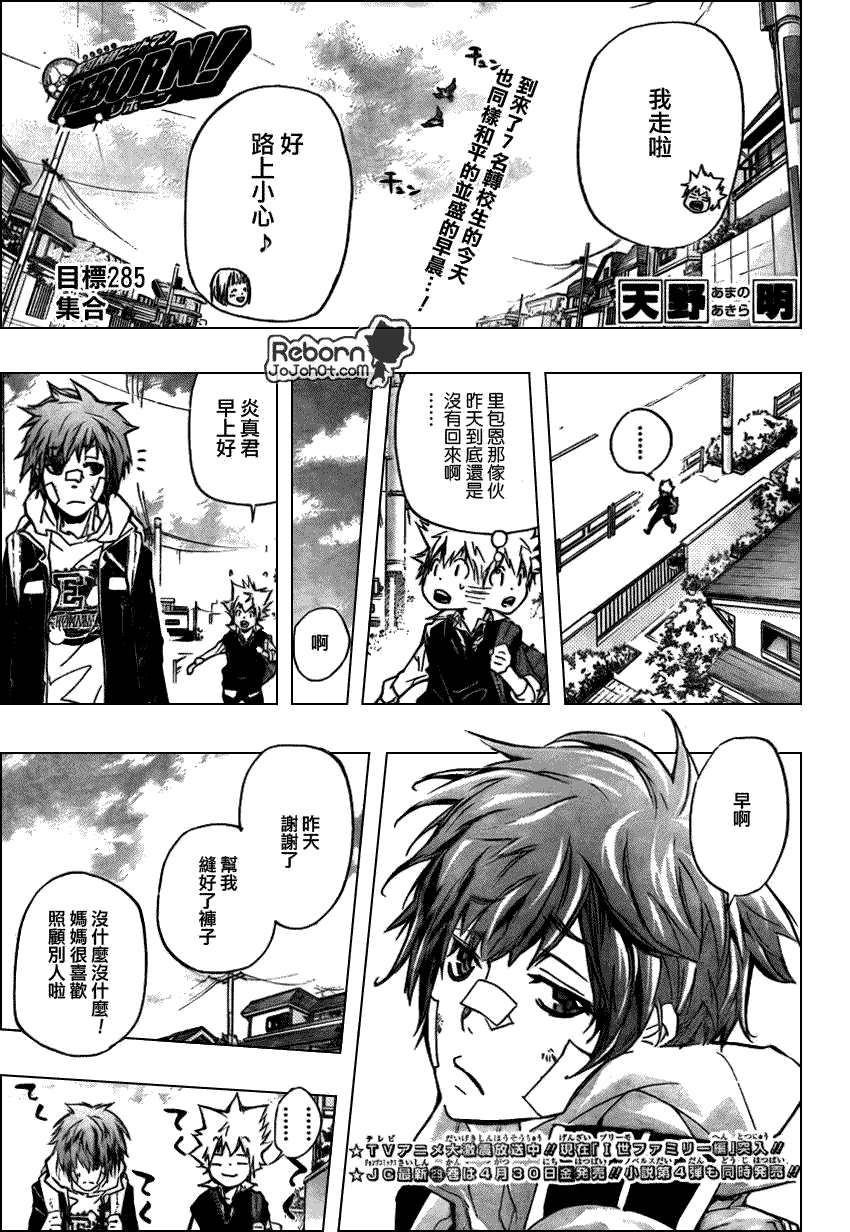 我走啦
到來了7名轉校生的今天
也同樣和平的並盛的早晨…!
チュン
チュン
好
路上小心♪
REBORN!
リボーン
目標285
集合
天野明
あまの
あきら
Reborn
JoJoHot.coM
……
里包恩那傢伙
昨天到底還是
沒有回來啊
……
啊
炎真君
早上好
E
早啊
昨天
謝謝了
幫我
縫好了褲子
沒什麼沒什麼!
媽媽很喜歡
照顧別人啦
……
★TVアニメ大激震放送中!!現在「I世ファミリー編」突入!!
★JC最新29巻は4月30日金発売!!小説第4弾も同時発売!!